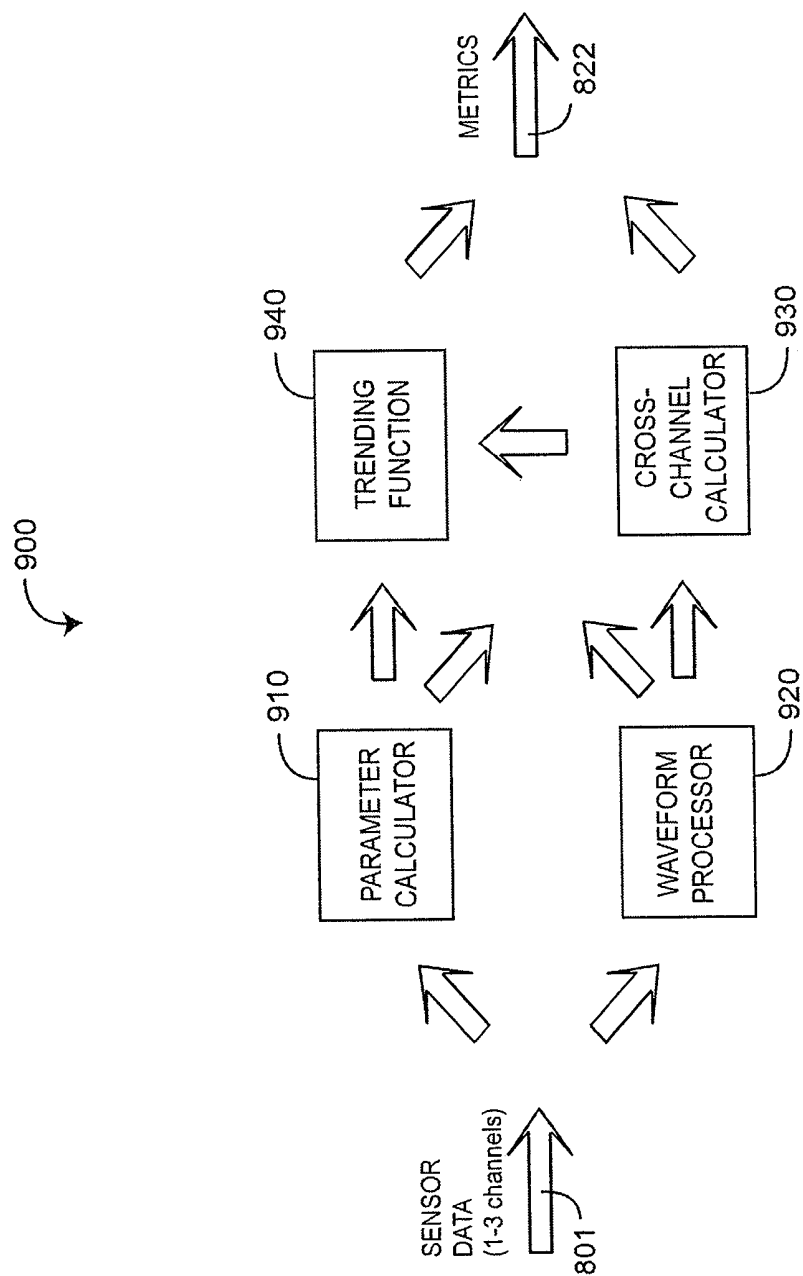 900
SENSOR
DATA
(1-3 channels)
801
910
PARAMETER
CALCULATOR
WAVEFORM
PROCESSOR
920
940
TRENDING
FUNCTION
CROSS-
CHANNEL
CALCULATOR
930
METRICS
822